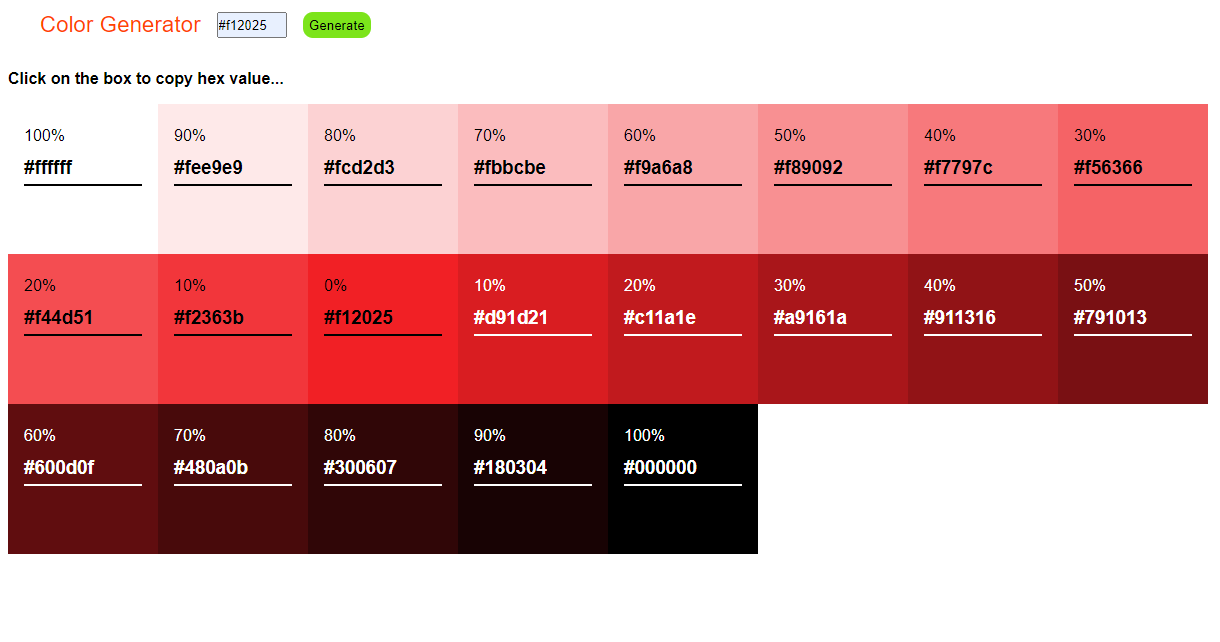 Color Generator #f12025 Generate
Click on the box to copy hex value...
100% 90% 80% 70% 60% 50% 40% 30%
#ffffff #fee9e9 #fcd2d3 #fbbcbe #f9a6a8 #f89092 #f7797c #f56366
20% 10% 0% 10% 20% 30% 40% 50%
#f44d51 #f2363b #f12025 #d91d21 #c11a1e #a9161a #911316 #791013
60% 70% 80% 90% 100%
#600d0f #480a0b #300607 #180304 #000000